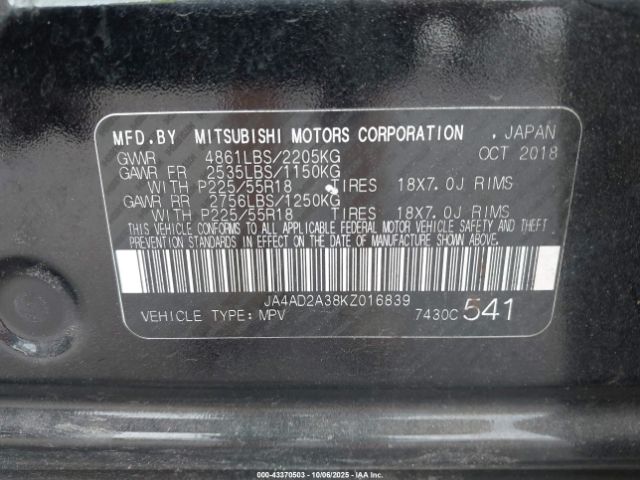 MFD.BY MITSUBISHI MOTORS CORPORATION . JAPAN
GVWR 4861LBS/2205KG OCT 2018
GAWR FR 2535LBS/1150KG
WITH P225/55R18 TIRES 18X7.0J RIMS
GAWR RR 2756LBS/1250KG
WITH P225/55R18 TIRES 18X7.0J RIMS
THIS VEHICLE CONFORMS TO ALL APPLICABLE FEDERAL MOTOR VEHICLE SAFETY AND THEFT
PREVENTION STANDARDS IN EFFECT ON THE DATE OF MANUFACTURE SHOWN ABOVE.
JA4AD2A38KZ016839
VEHICLE TYPE:MPV 7430C 541
000-43370503 - 10/06/2025 - IAAI.com